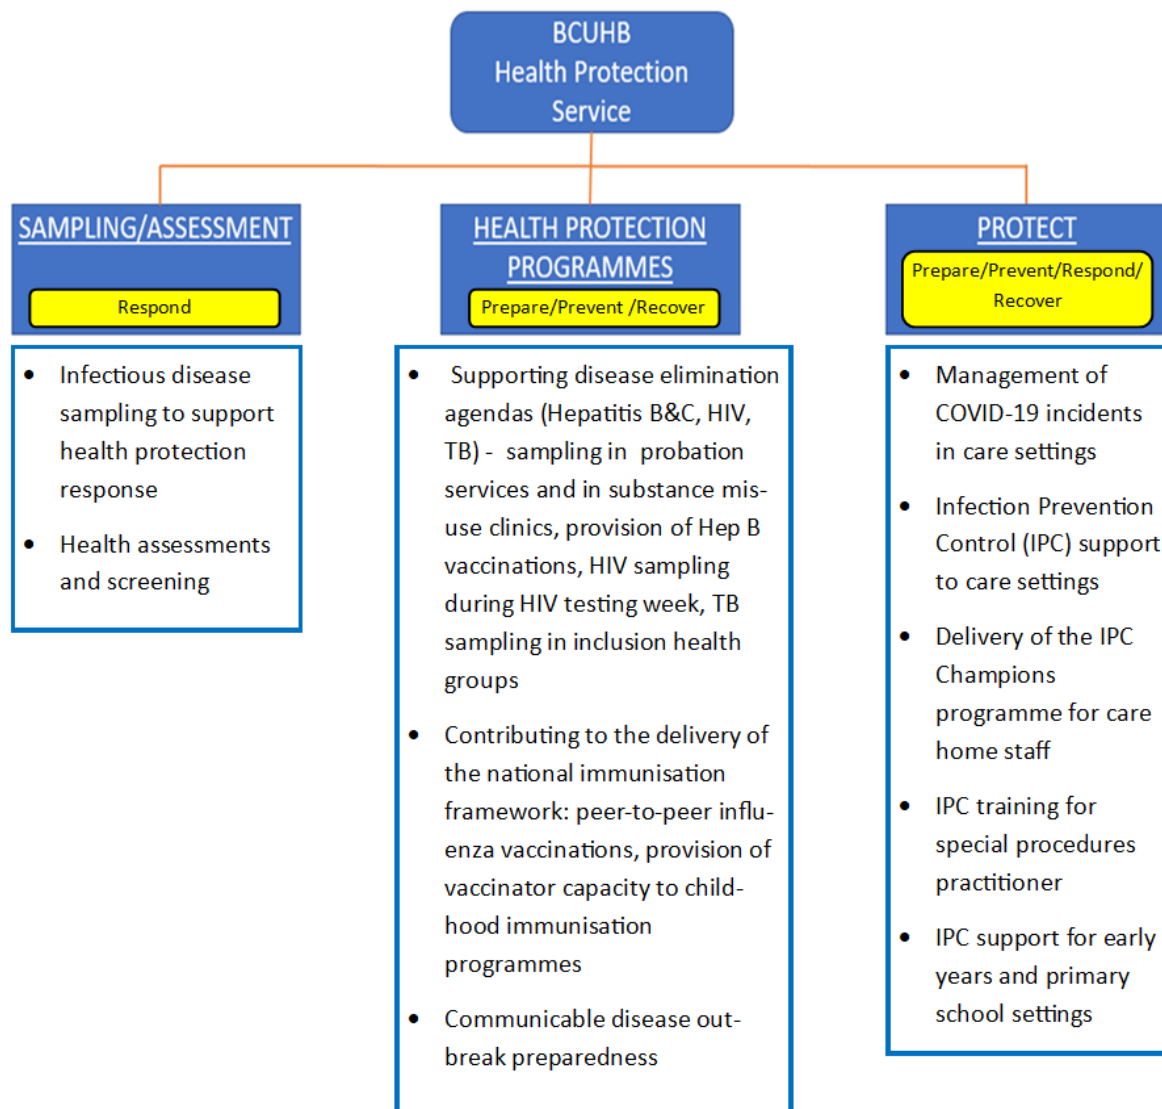 BCUHB
Health Protection
Service
SAMPLING/ASSESSMENT
Respond
• Infectious disease
sampling to support
health protection
response
• Health assessments
and screening
HEALTH PROTECTION
PROGRAMMES
Prepare/Prevent /Recover
• Supporting disease elimination
agendas (Hepatitis B&C, HIV,
TB) - sampling in probation
services and in substance mis-
use clinics, provision of Hep B
vaccinations, HIV sampling
during HIV testing week, TB
sampling in inclusion health
groups
• Contributing to the delivery of
the national immunisation
framework: peer-to-peer influ-
enza vaccinations, provision of
vaccinator capacity to child-
hood immunisation
programmes
• Communicable disease out-
break preparedness
PROTECT
Prepare/Prevent/Respond/
Recover
• Management of
COVID-19 incidents
in care settings
• Infection Prevention
Control (IPC) support
to care settings
• Delivery of the IPC
Champions
programme for care
home staff
• IPC training for
special procedures
practitioner
• IPC support for early
years and primary
school settings